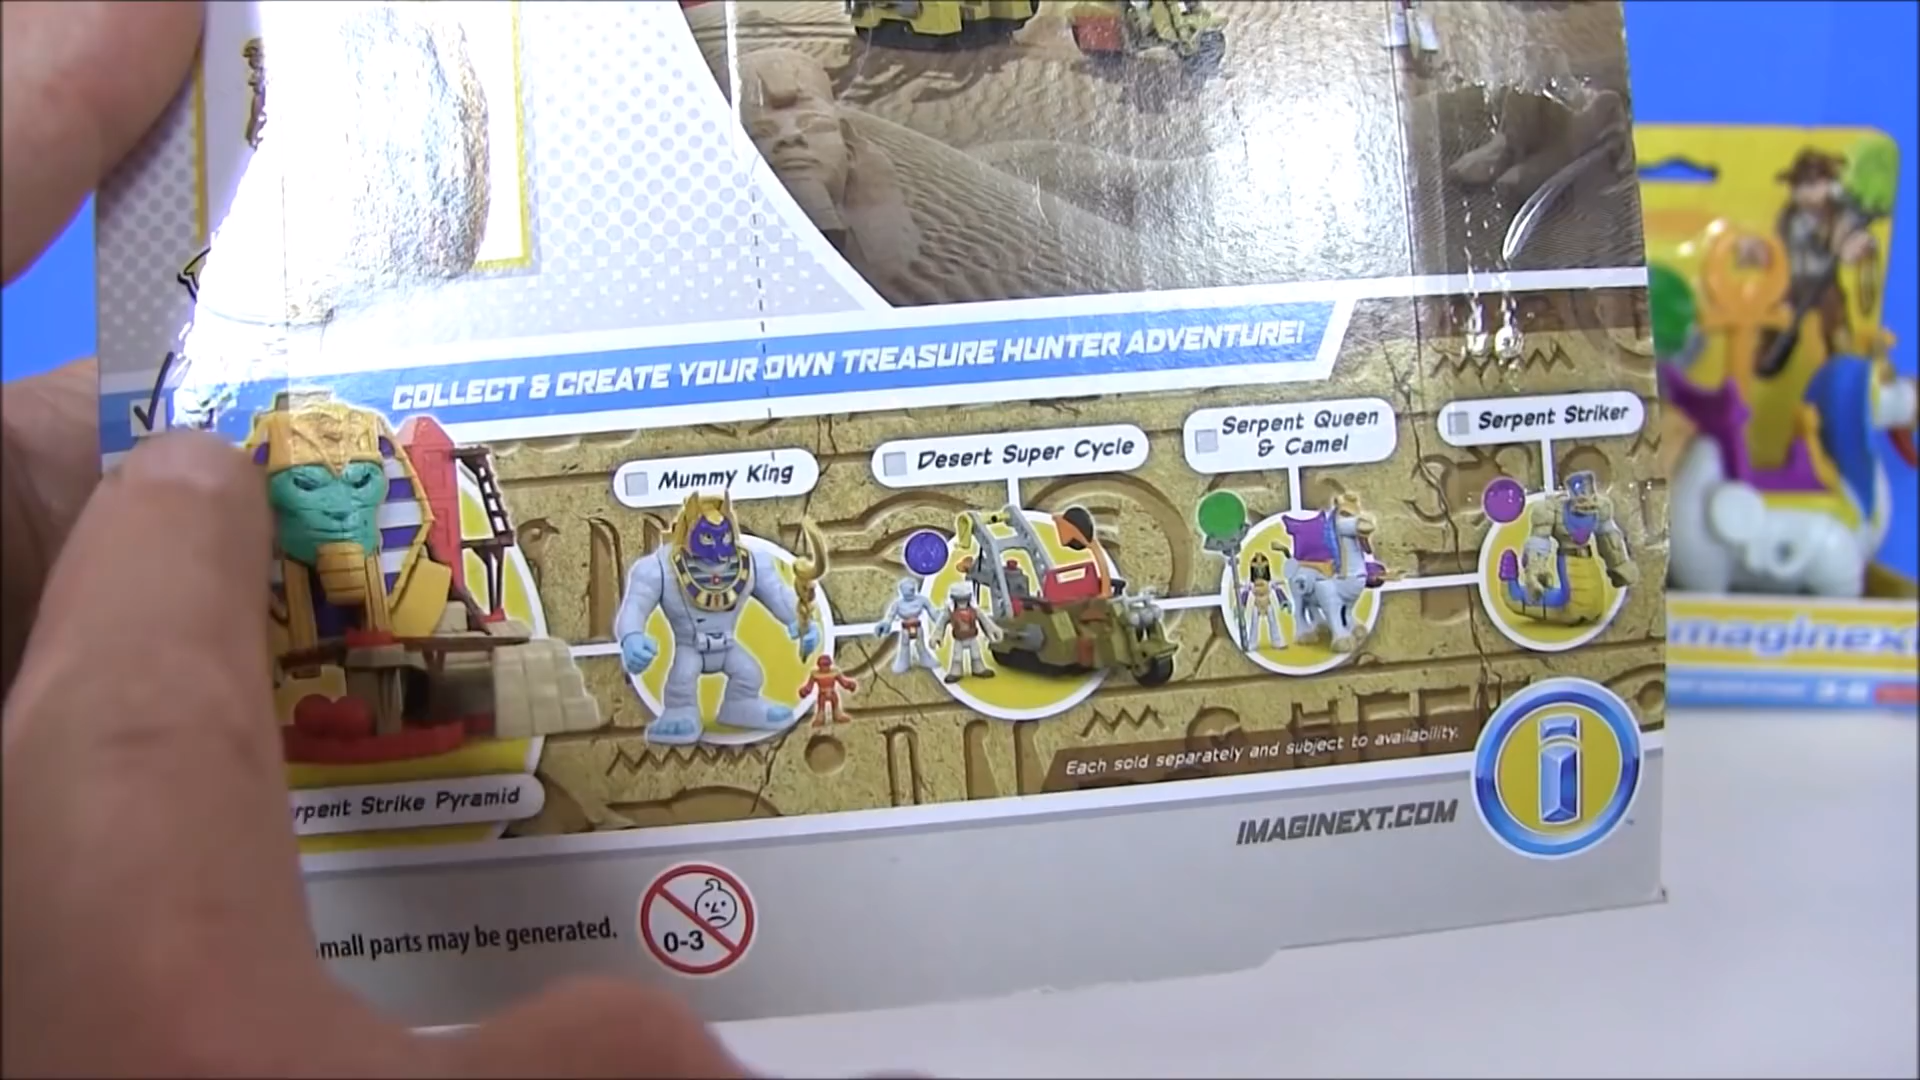 COLLECT & CREATE YOUR OWN TREASURE HUNTER ADVENTURE!
Mummy King
Desert Super Cycle
Serpent Queen
& Camel
Serpent Striker
rpent Strike Pyramid
Each sold separately and subject to availability.
IMAGINEXT.COM
mall parts may be generated.
0-3
imaginext